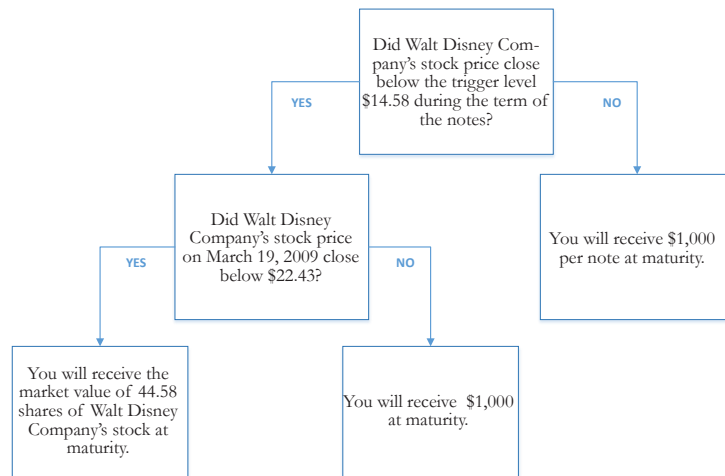 Did Walt Disney Com-
pany's stock price close
below the trigger level
$14.58 during the term of
the notes?
YES
NO
Did Walt Disney
Company's stock price
on March 19, 2009 close
below $22.43?
You will receive $1,000
per note at maturity.
YES
NO
You will receive the
market value of 44.58
shares of Walt Disney
Company's stock at
maturity.
You will receive $1,000
at maturity.